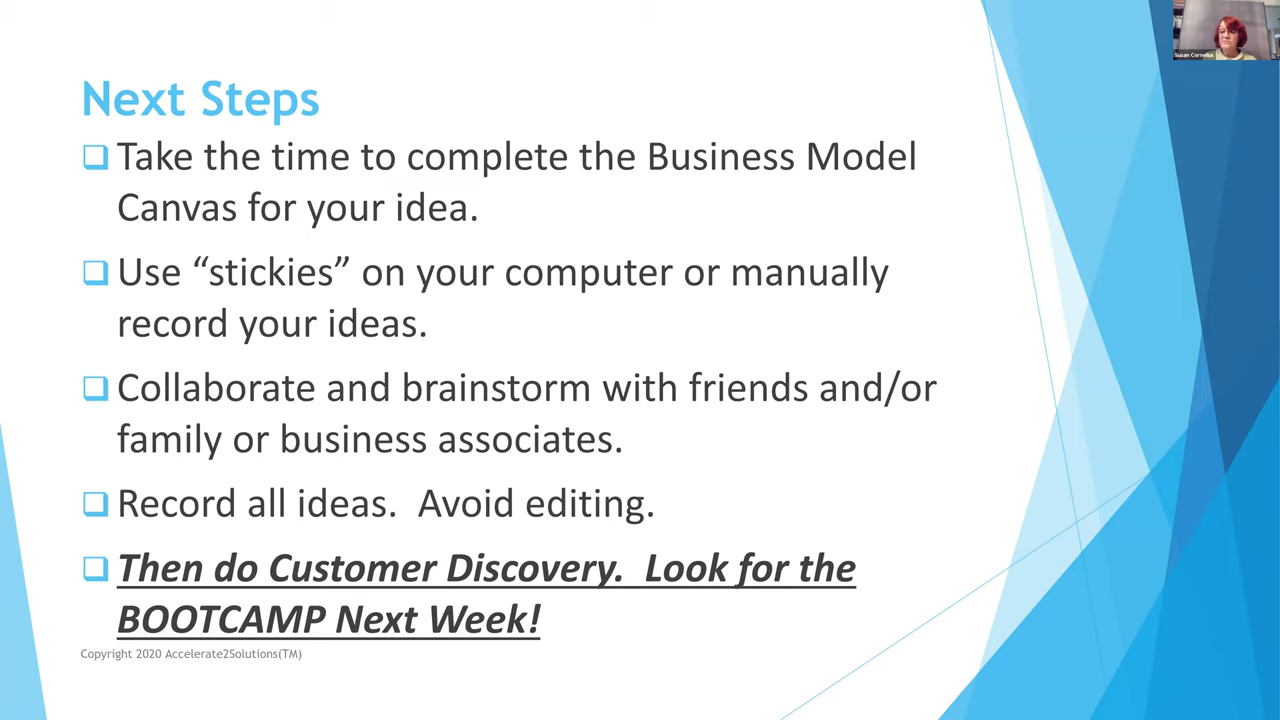 Susan Cornelius
Next Steps
Take the time to complete the Business Model
Canvas for your idea.
Use “stickies” on your computer or manually
record your ideas.
Collaborate and brainstorm with friends and/or
family or business associates.
Record all ideas.  Avoid editing.
Then do Customer Discovery.  Look for the
BOOTCAMP Next Week!
Copyright 2020 Accelerate2Solutions(TM)